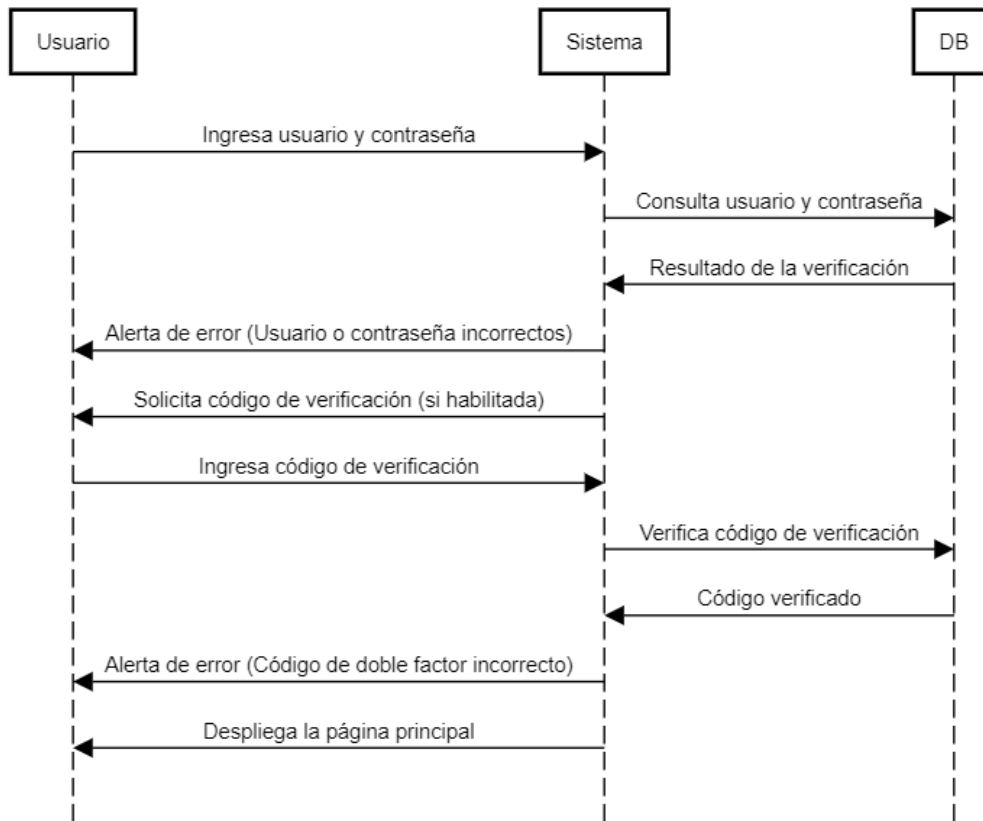 Usuario
Sistema
DB
Ingresa usuario y contraseña
Consulta usuario y contraseña
Resultado de la verificación
Alerta de error (Usuario o contraseña incorrectos)
Solicita código de verificación (si habilitada)
Ingresa código de verificación
Verifica código de verificación
Código verificado
Alerta de error (Código de doble factor incorrecto)
Despliega la página principal